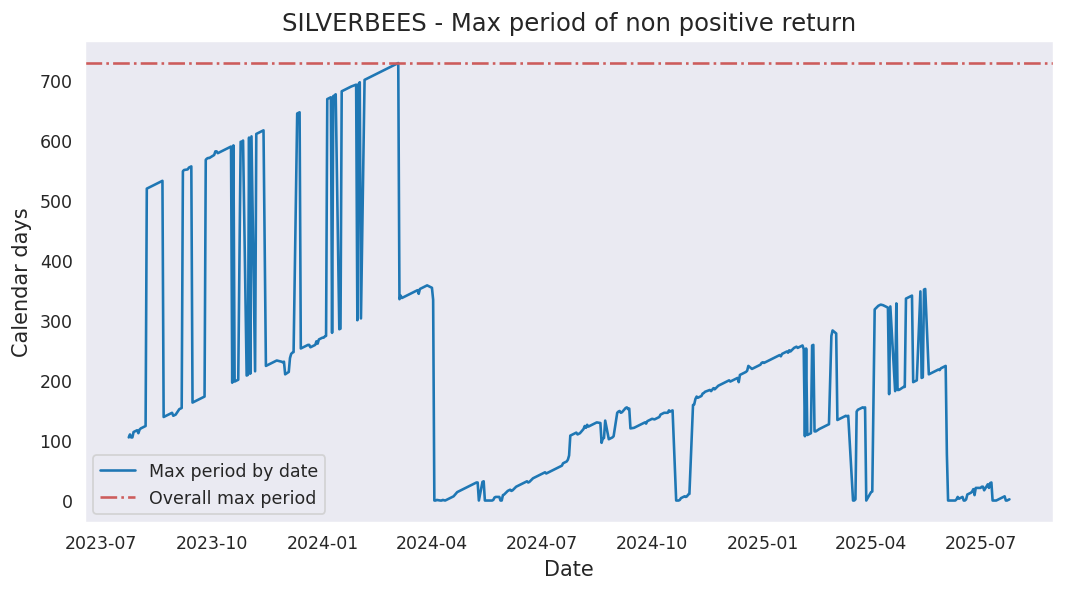 SILVERBEES - Max period of non positive return
Calendar days
700
600
500
400
300
200
100
0
Max period by date
Overall max period
2023-07 2023-10 2024-01 2024-04 2024-07 2024-10 2025-01 2025-04 2025-07
Date